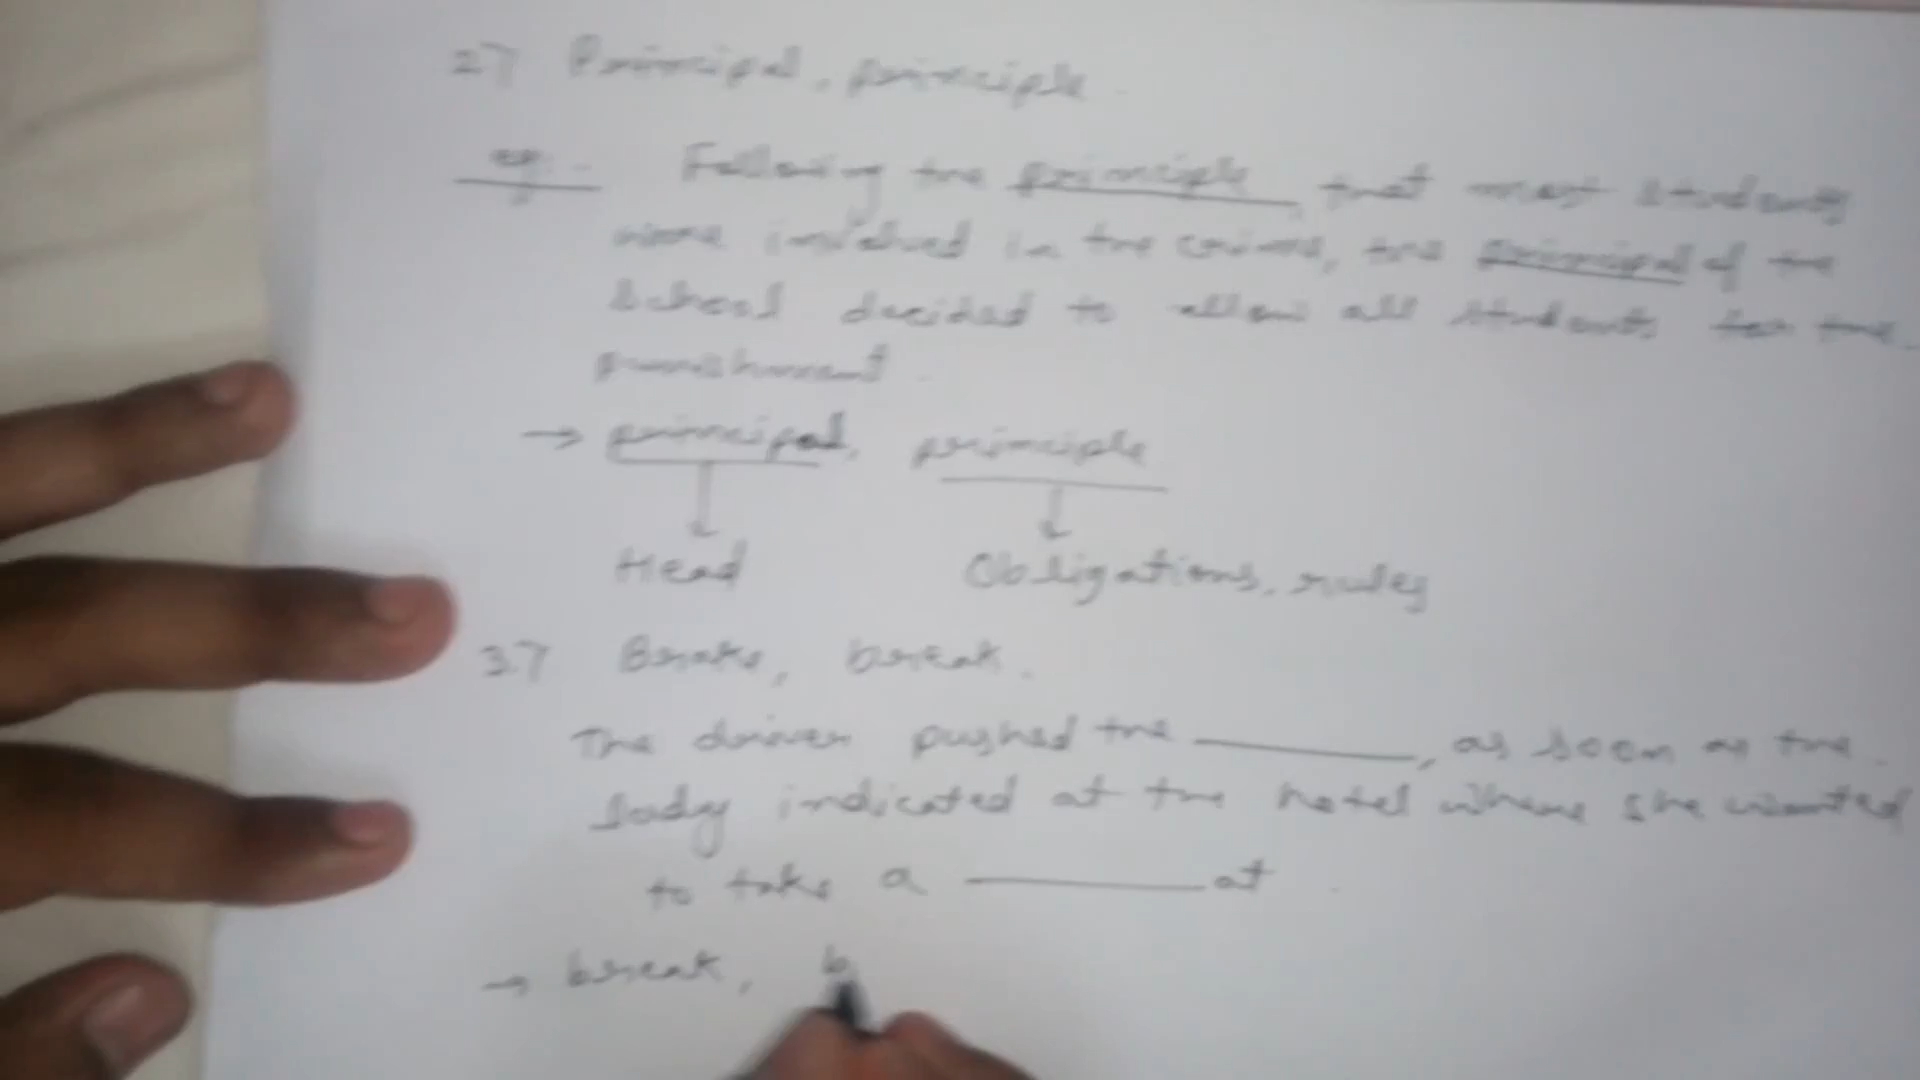 27 Principal, principle.
eg:- Following the principle, that most students
were involved in the crime, the principal of the
school decided to allow all students for the
punishment.
→ principal, principle
Head Obligations, rules
37 Brake, break.
The driver pushed the ______, as soon as the
lady indicated at the hotel where she wanted
to take a ______ at.
→ break, b